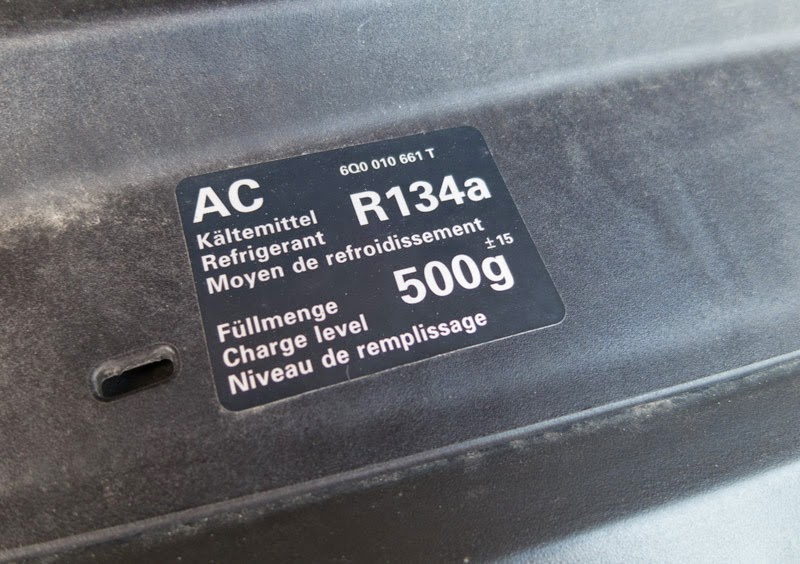 6Q0 010 661 T
AC
Kältemittel
Refrigerant R134a
Moyen de refroidissement
±15
Füllmenge 500g
Charge level
Niveau de remplissage